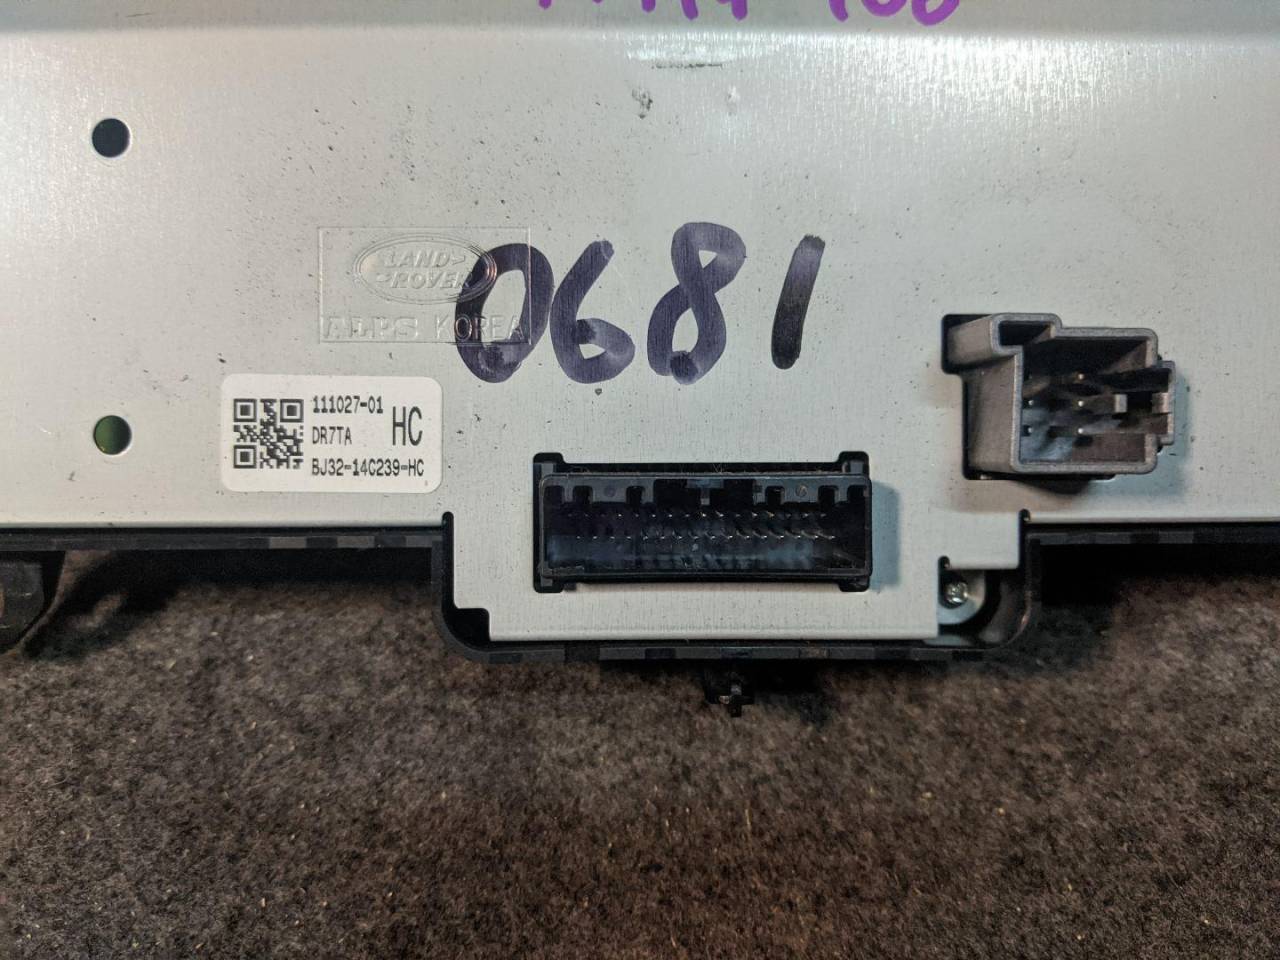 LAND
ROVER
ALPS KOREA
0681
111027-01
DR7TA HC
BJ32-14C239-HC